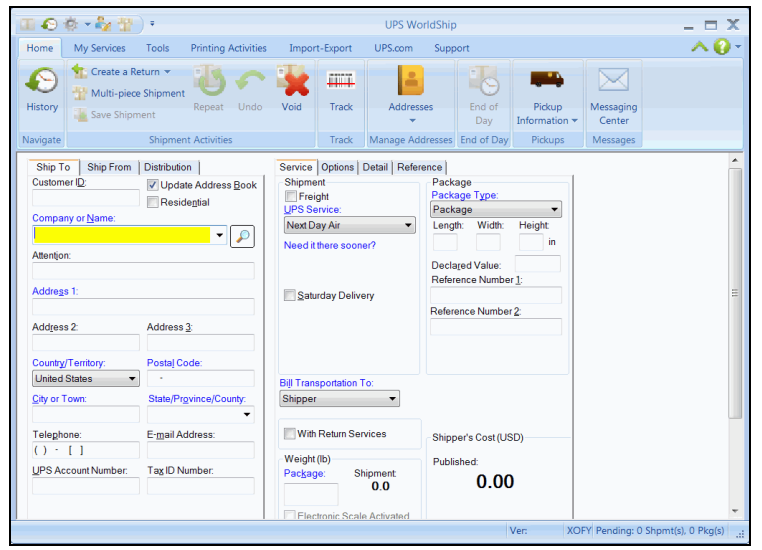 UPS WorldShip
Home My Services Tools Printing Activities Import-Export UPS.com Support
History
Create a Return
Multi-piece Shipment
Save Shipment
Repeat Undo Void Track Addresses End of Day Pickup Information Messaging Center
Navigate Shipment Activities Track Manage Addresses End of Day Pickups Messages
Ship To Ship From Distribution
Customer ID:
Update Address Book
Residential
Company or Name:
Attention:
Address 1:
Address 2: Address 3:
Country/Territory: Postal Code:
United States -
City or Town: State/Province/County:
Telephone: E-mail Address:
( ) - [ ]
UPS Account Number: Tax ID Number:
Service Options Detail Reference
Shipment
Freight
UPS Service:
Next Day Air
Need it there sooner?
Saturday Delivery
Package
Package Type:
Package
Length: Width: Height:
in
Declared Value:
Reference Number 1:
Reference Number 2:
Bill Transportation To:
Shipper
With Return Services
Weight (lb)
Package: Shipment:
0.0
Electronic Scale Activated
Shipper's Cost (USD)
Published:
0.00
Ver: XOFY Pending: 0 Shpmt(s), 0 Pkg(s)